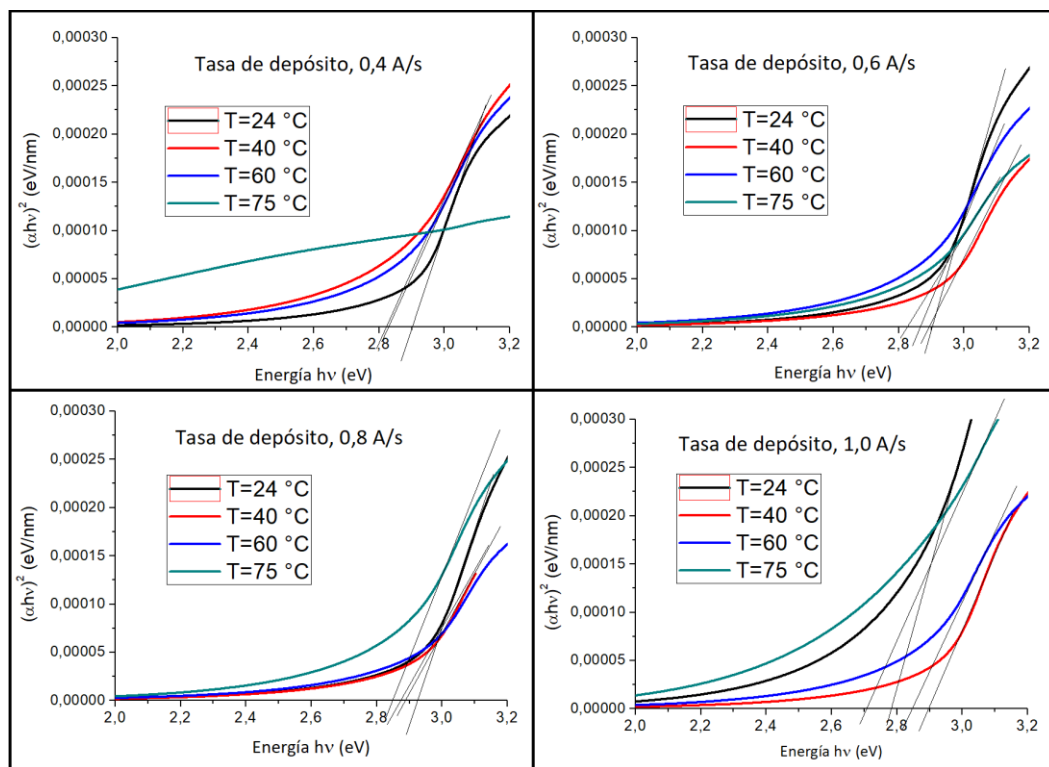 Tasa de depósito, 0,4 A/s
T=24 °C
T=40 °C
T=60 °C
T=75 °C
0,00030
0,00025
0,00020
0,00015
0,00010
0,00005
0,00000
(αhν)² (eV/nm)
2,0 2,2 2,4 2,6 2,8 3,0 3,2
Energía hν (eV)
Tasa de depósito, 0,6 A/s
T=24 °C
T=40 °C
T=60 °C
T=75 °C
0,00030
0,00025
0,00020
0,00015
0,00010
0,00005
0,00000
(αhν)² (eV/nm)
2,0 2,2 2,4 2,6 2,8 3,0 3,2
Energía hν (eV)
Tasa de depósito, 0,8 A/s
T=24 °C
T=40 °C
T=60 °C
T=75 °C
0,00030
0,00025
0,00020
0,00015
0,00010
0,00005
0,00000
(αhν)² (eV/nm)
2,0 2,2 2,4 2,6 2,8 3,0 3,2
Energía hν (eV)
Tasa de depósito, 1,0 A/s
T=24 °C
T=40 °C
T=60 °C
T=75 °C
0,00030
0,00025
0,00020
0,00015
0,00010
0,00005
0,00000
(αhν)² (eV/nm)
2,0 2,2 2,4 2,6 2,8 3,0 3,2
Energía hν (eV)